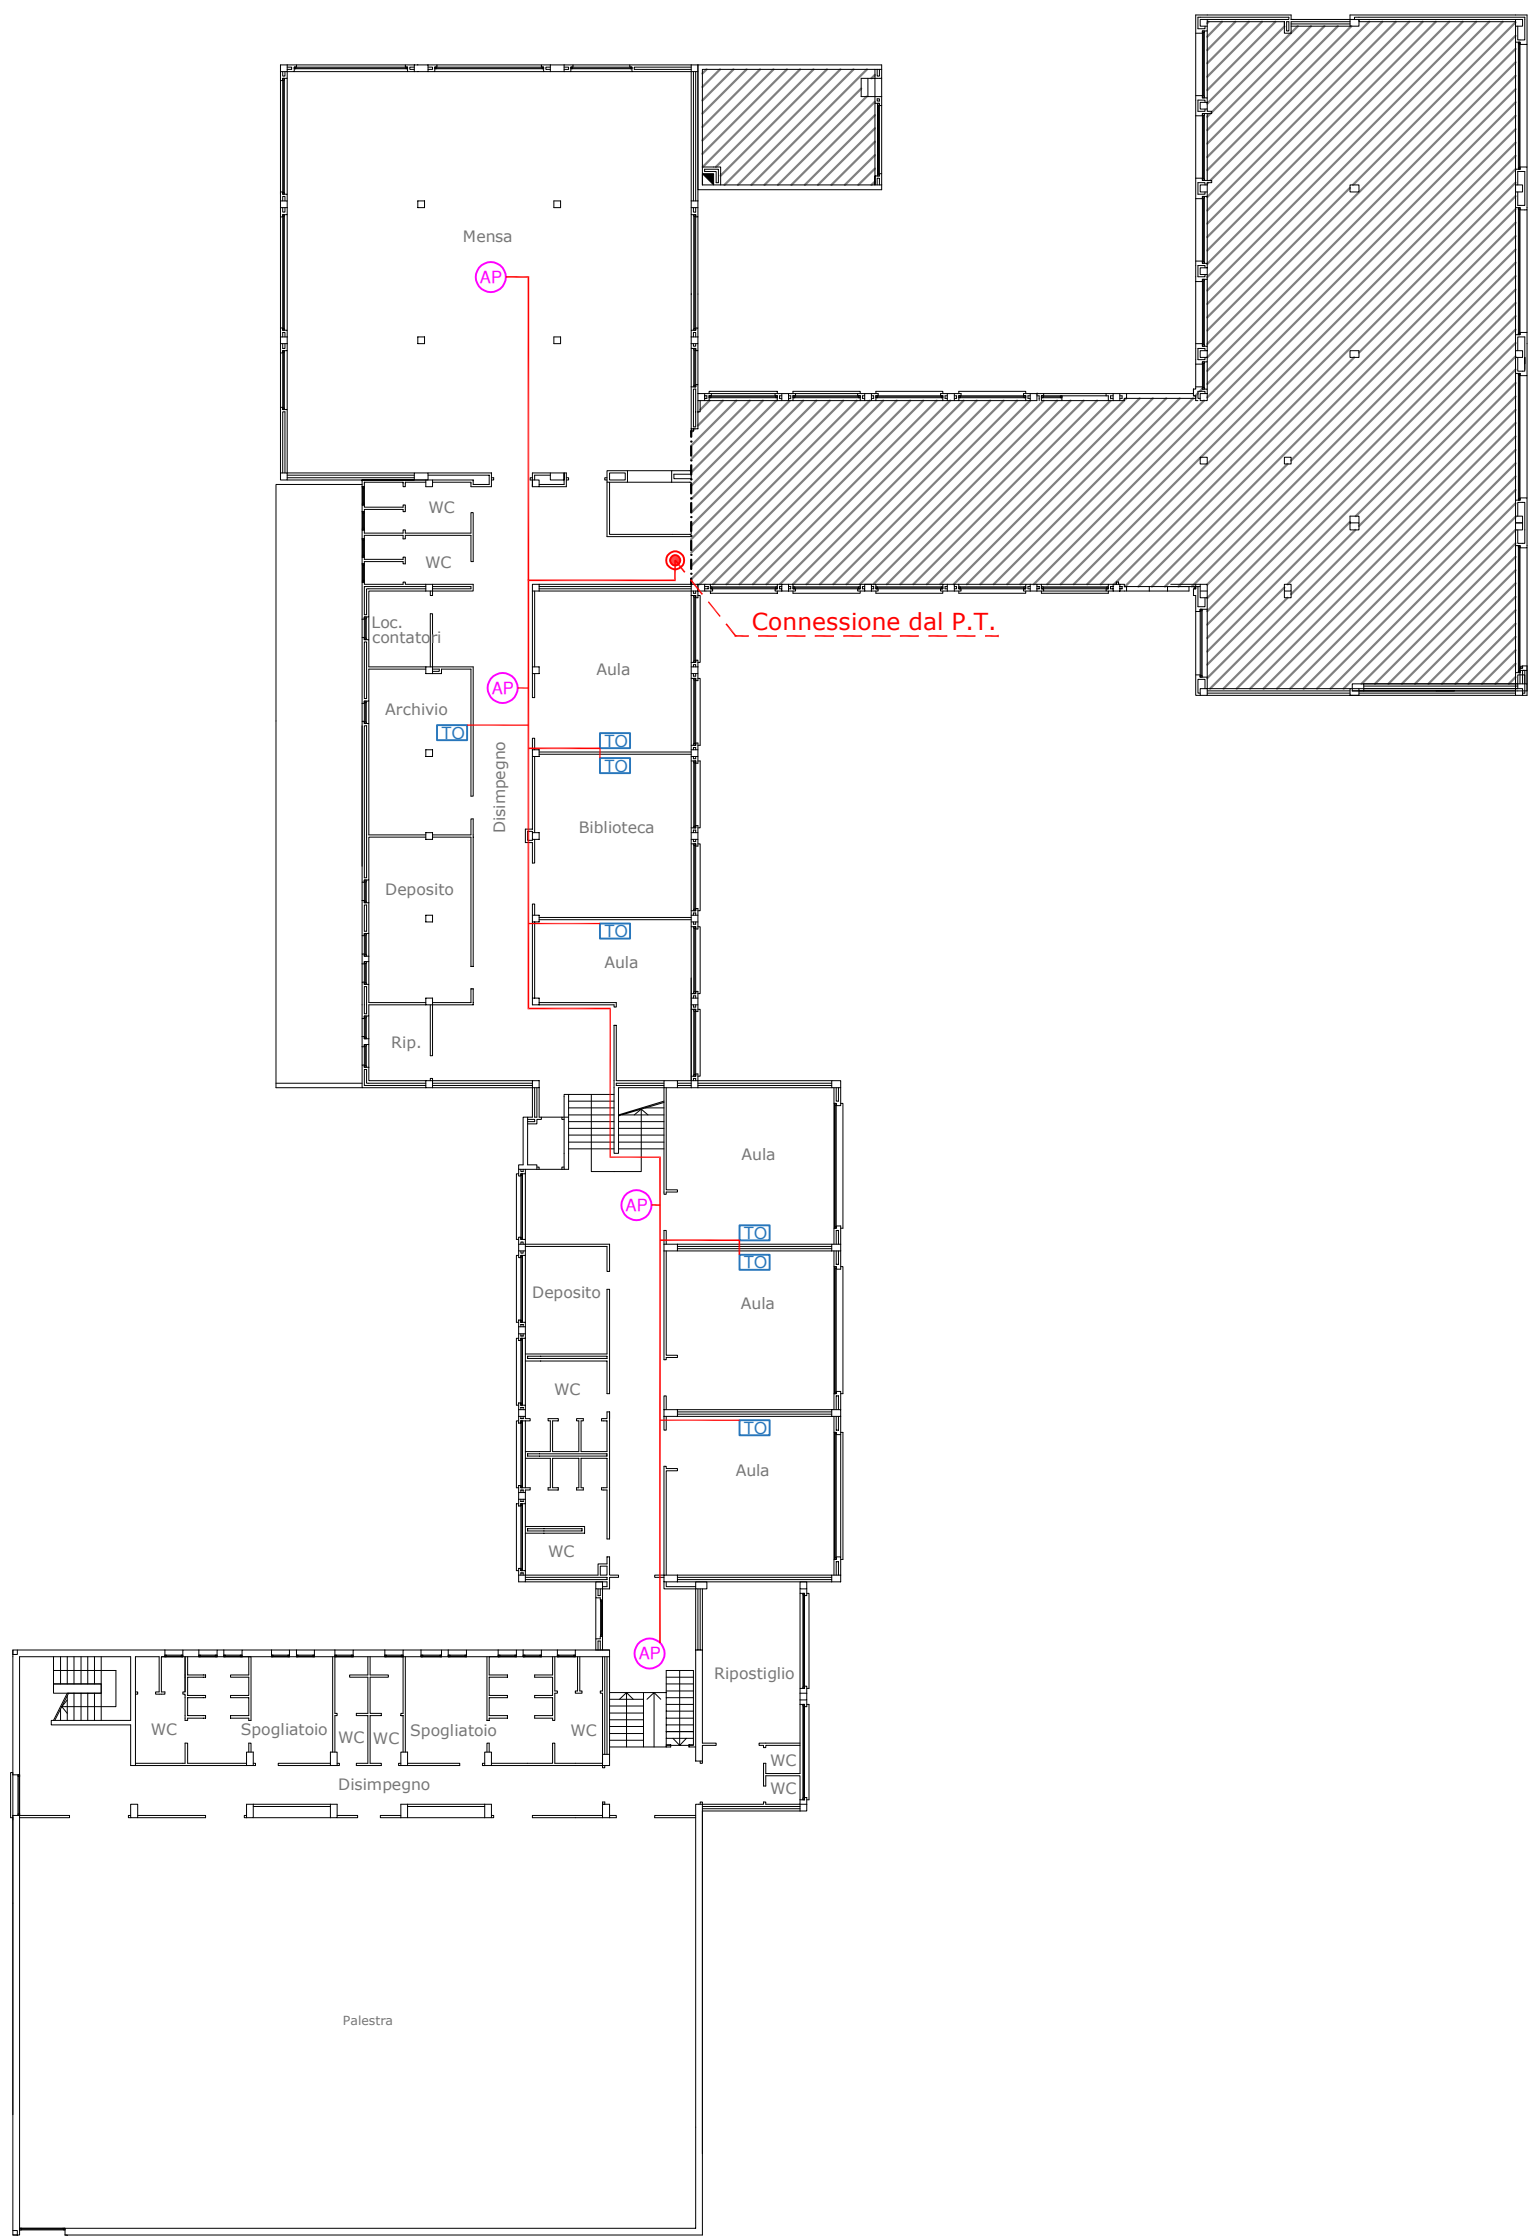 Mensa
AP
WC
WC
Connessione dal P.T.
Loc.
contatori
Aula
AP
Archivio
TO
TO
TO
Disimpegno
Biblioteca
Deposito
TO
Aula
Rip.
Aula
AP
TO
TO
Deposito
Aula
WC
TO
Aula
WC
AP
Ripostiglio
WC
Spogliatoio
WC
WC
Spogliatoio
WC
WC
Disimpegno
WC
Palestra